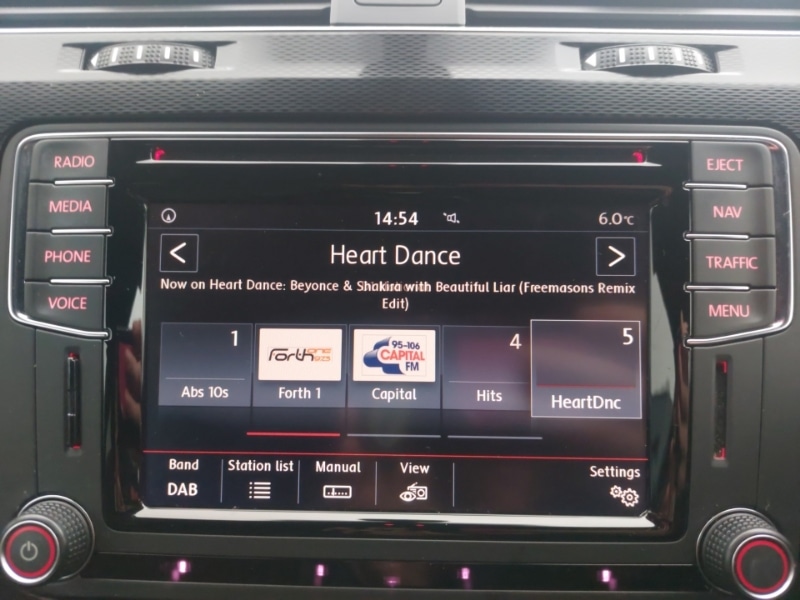 RADIO
MEDIA
PHONE
VOICE
EJECT
NAV
TRAFFIC
MENU
14:54
6.0°C
< Heart Dance >
Now on Heart Dance: Beyonce & Shakira with Beautiful Liar (Freemasons Remix
Edit)
1
Abs 10s
forth ONE
Forth 1
95-106
CAPITAL
FM
Capital
4
Hits
5
HeartDnc
Band
DAB
Station list
Manual
View
Settings